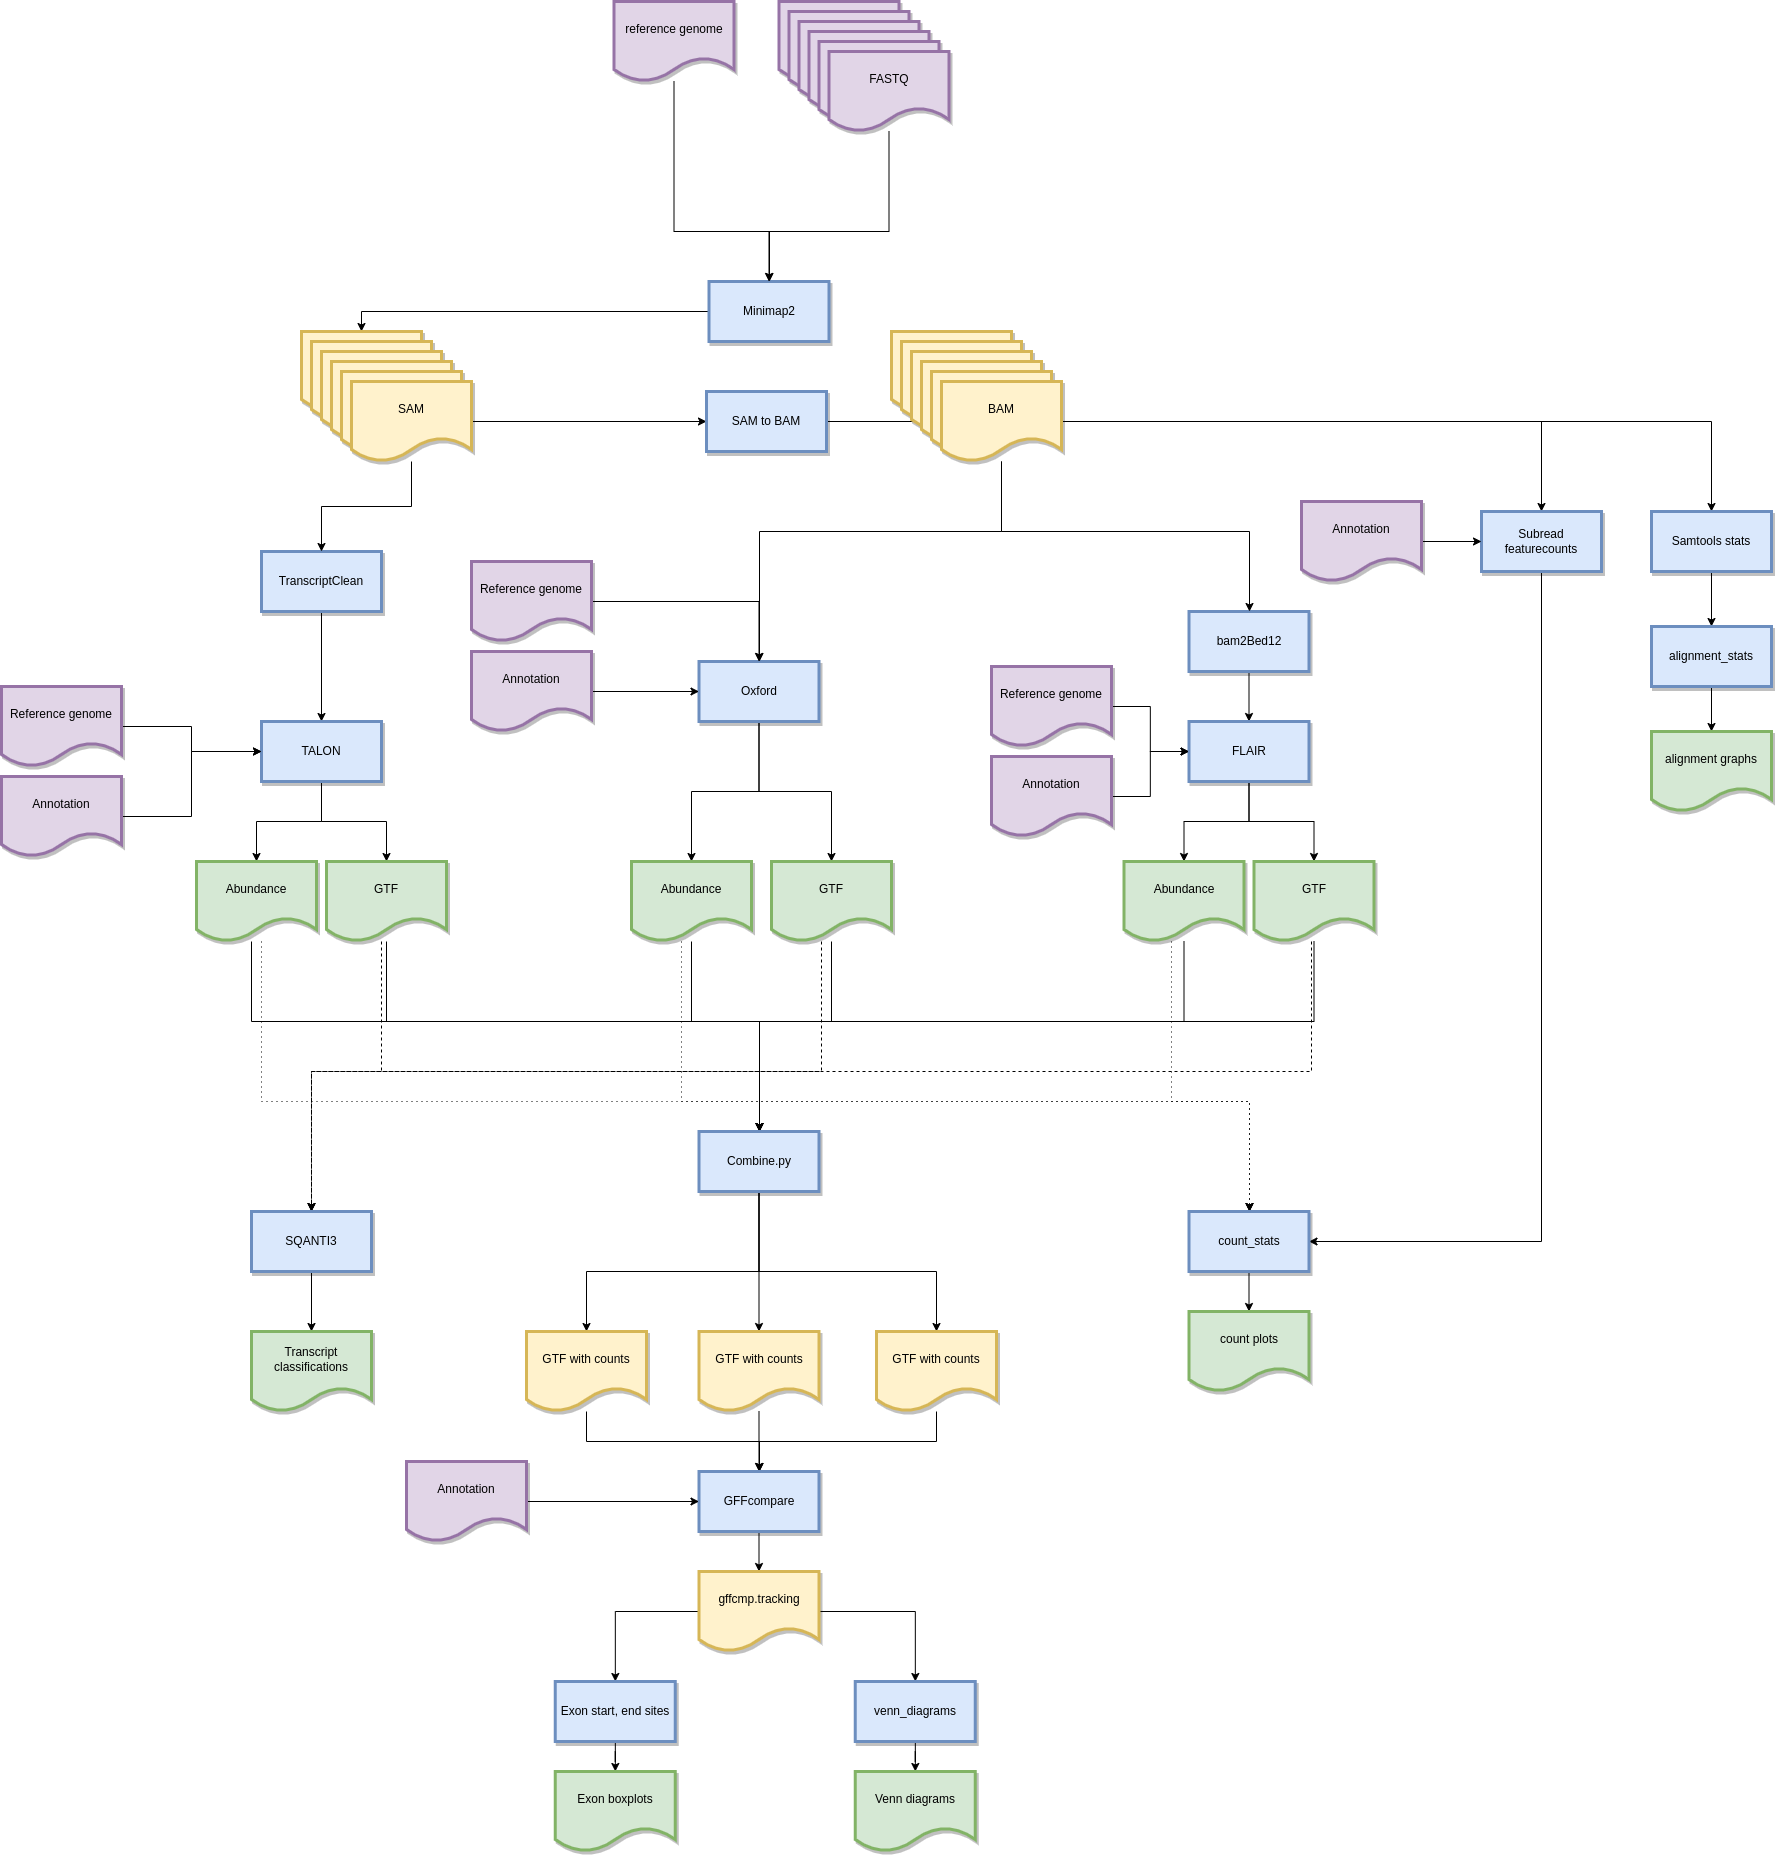 reference genome
FASTQ
Minimap2
SAM
SAM to BAM
BAM
Annotation
Subread
featurecounts
Samtools stats
TranscriptClean
Reference genome
bam2Bed12
alignment_stats
Annotation
Oxford
Reference genome
Reference genome
TALON
FLAIR
alignment graphs
Annotation
Annotation
Abundance
GTF
Abundance
GTF
Abundance
GTF
Combine.py
SQANTI3
count_stats
Transcript
classifications
GTF with counts
GTF with counts
GTF with counts
count plots
Annotation
GFFcompare
gffcmp.tracking
Exon start, end sites
venn_diagrams
Exon boxplots
Venn diagrams